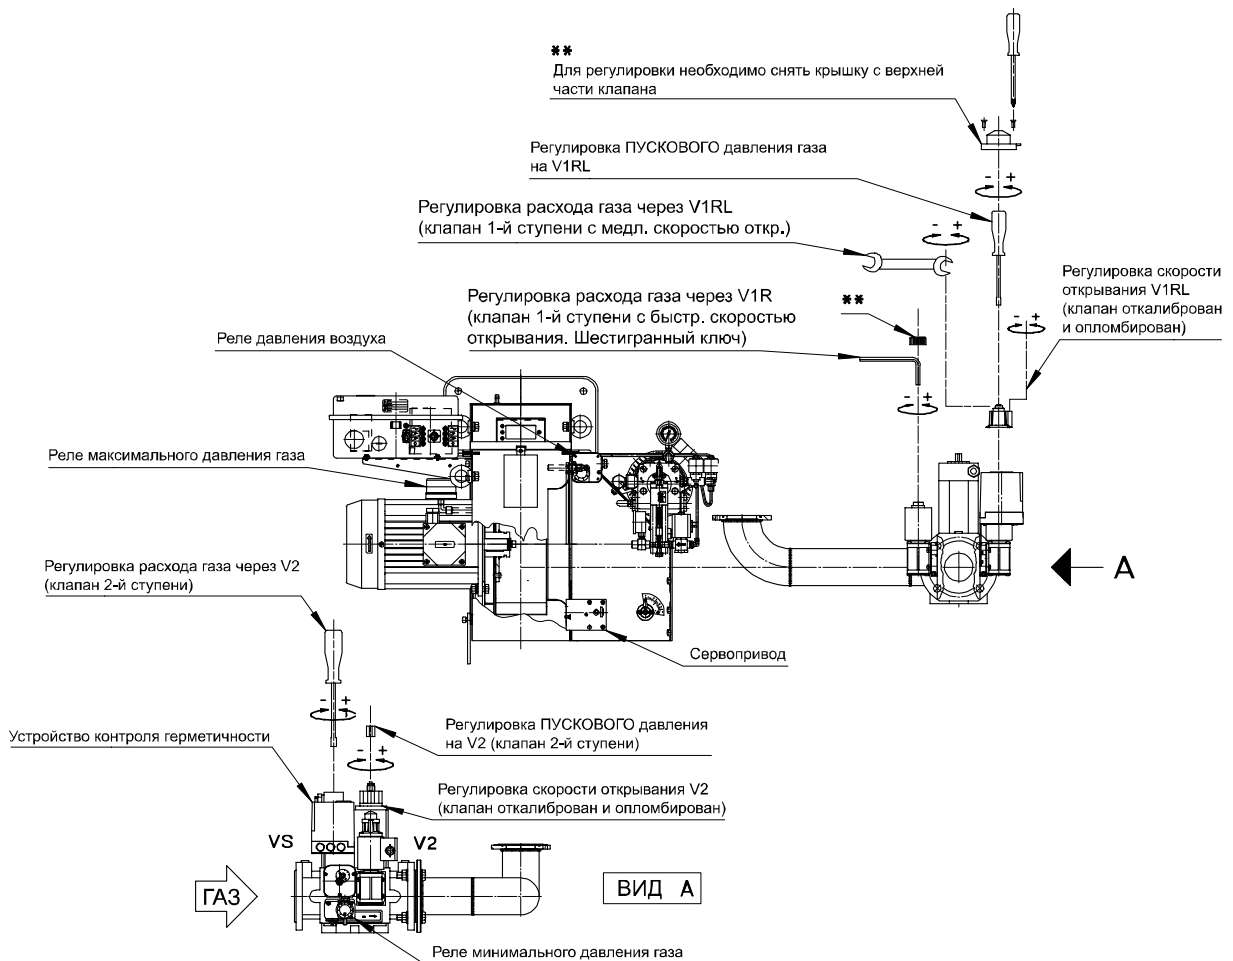 **
Для регулировки необходимо снять крышку с верхней
части клапана
Регулировка ПУСКОВОГО давления газа
на V1RL
- +
Регулировка расхода газа через V1RL
(клапан 1-й ступени с медл. скоростью откр.)
- +
Регулировка скорости
открывания V1RL
(клапан откалиброван
и опломбирован)
- +
Регулировка расхода газа через V1R
(клапан 1-й ступени с быстр. скоростью
открывания. Шестигранный ключ)
**
- +
Реле давления воздуха
Реле максимального давления газа
A
Регулировка расхода газа через V2
(клапан 2-й ступени)
Сервопривод
- +
Регулировка ПУСКОВОГО давления
на V2 (клапан 2-й ступени)
- +
Устройство контроля герметичности
Регулировка скорости открывания V2
(клапан откалиброван и опломбирован)
VS
V2
ГАЗ
ВИД A
Реле минимального давления газа